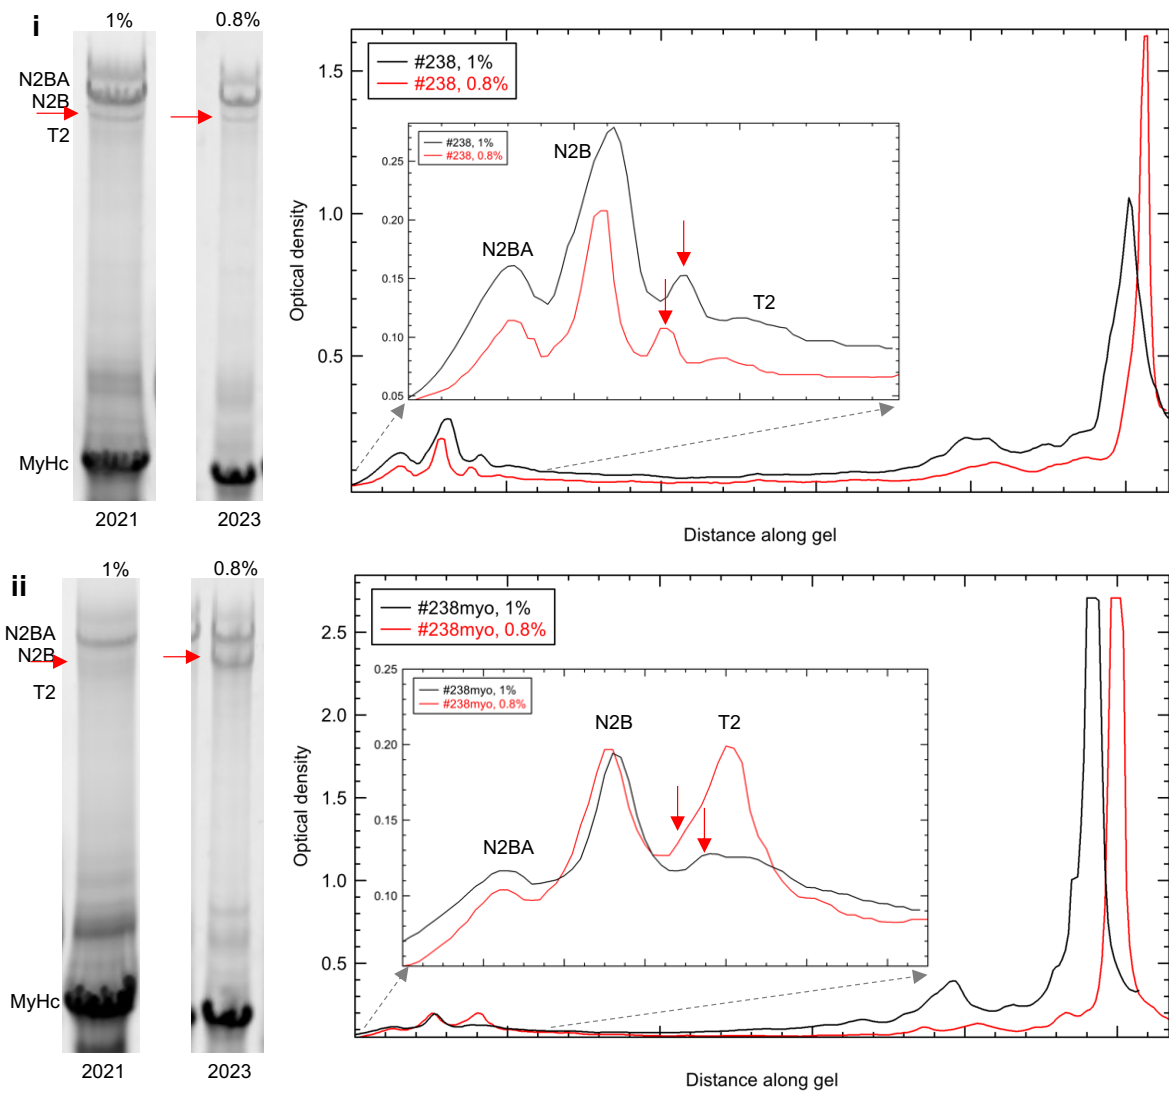 i
1%
0.8%
N2BA
N2B
T2
MyHc
2021
2023
#238, 1%
#238, 0.8%
1.5
1.0
0.5
Optical density
#238, 1%
#238, 0.8%
0.25
0.20
0.15
0.10
0.05
N2BA
N2B
T2
Distance along gel
ii
1%
0.8%
N2BA
N2B
T2
MyHc
2021
2023
#238myo, 1%
#238myo, 0.8%
2.5
2.0
1.5
1.0
0.5
Optical density
#238myo, 1%
#238myo, 0.8%
0.25
0.20
0.15
0.10
N2BA
N2B
T2
Distance along gel